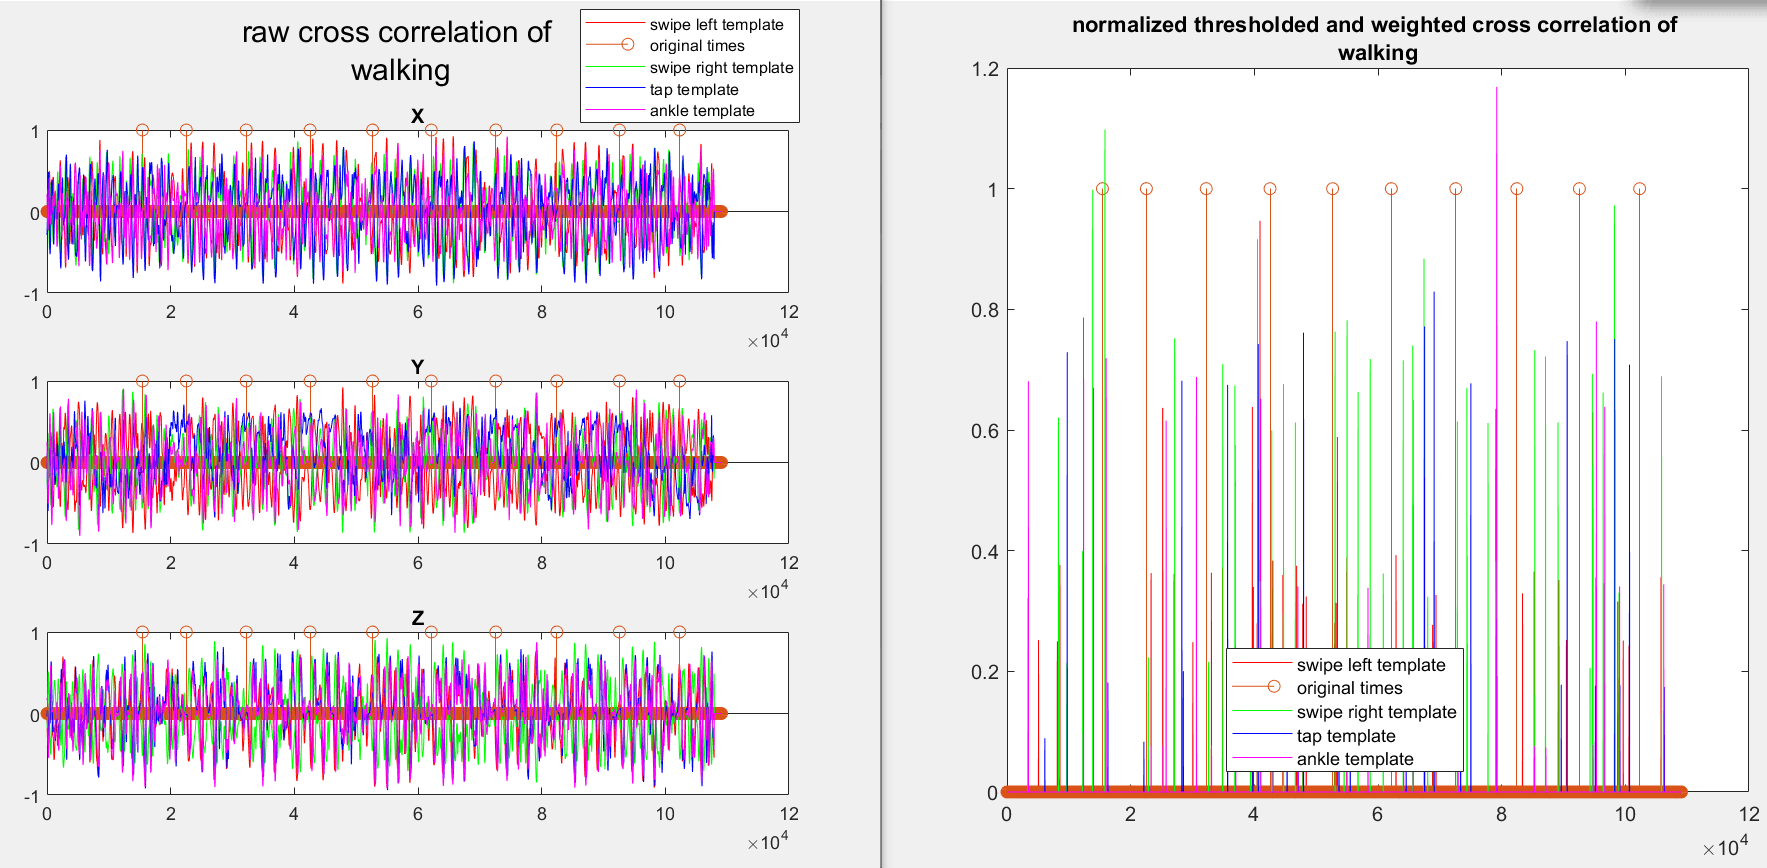 raw cross correlation of
walking
swipe left template
original times
swipe right template
tap template
ankle template
X
1
0
-1
0 2 4 6 8 10 12
×10^4
Y
1
0
-1
0 2 4 6 8 10 12
×10^4
Z
1
0
-1
0 2 4 6 8 10 12
×10^4
normalized thresholded and weighted cross correlation of
walking
1.2
1
0.8
0.6
0.4
0.2
0
swipe left template
original times
swipe right template
tap template
ankle template
0 2 4 6 8 10 12
×10^4